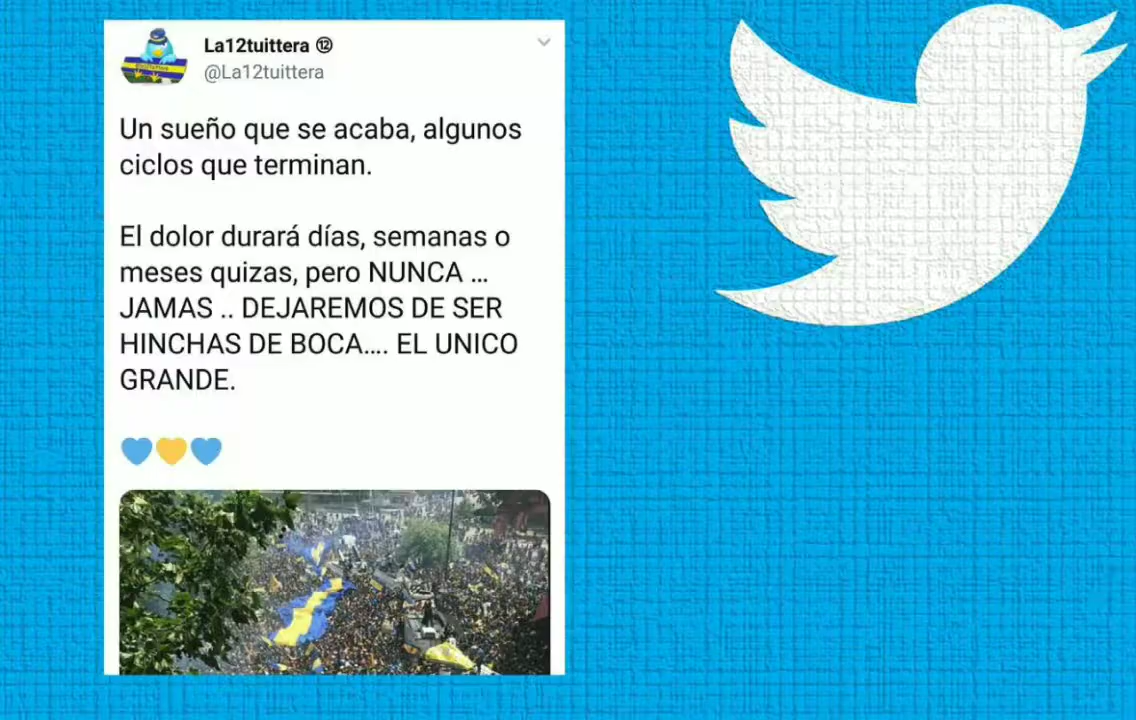 La12tuittera ⑫
@La12tuittera
Un sueño que se acaba, algunos
ciclos que terminan.
El dolor durará días, semanas o
meses quizas, pero NUNCA ...
JAMAS .. DEJAREMOS DE SER
HINCHAS DE BOCA.... EL UNICO
GRANDE.